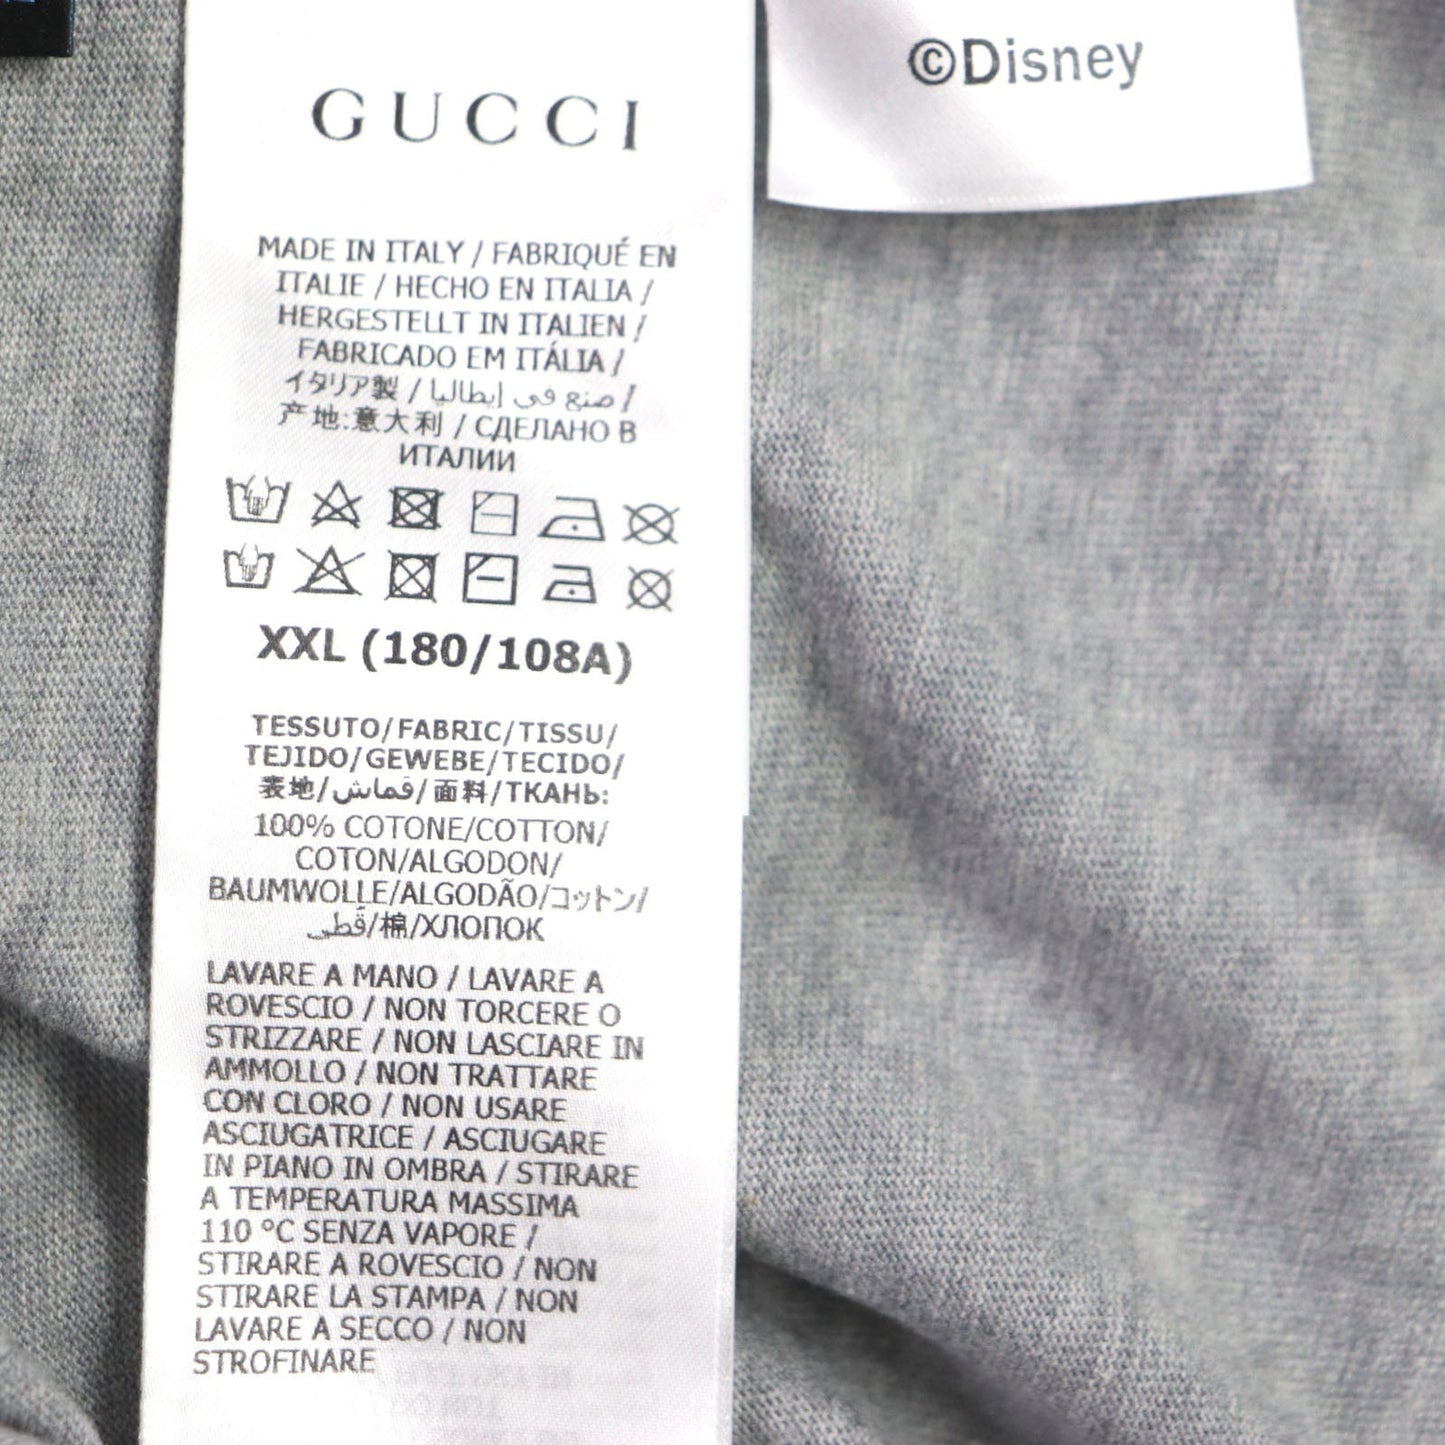 GUCCI
©Disney
MADE IN ITALY / FABRIQUÉ EN
ITALIE / HECHO EN ITALIA /
HERGESTELLT IN ITALIEN /
FABRICADO EM ITÁLIA /
イタリア製 / صنع في إيطاليا /
产地:意大利 / СДЕЛАНО В
ИТАЛИИ
XXL (180/108A)
TESSUTO/FABRIC/TISSU/
TEJIDO/GEWEBE/TECIDO/
表地/قماش/面料/ТКАНЬ:
100% COTONE/COTTON/
COTON/ALGODON/
BAUMWOLLE/ALGODÃO/コットン/
قطني/棉/ХЛОПОК
LAVARE A MANO / LAVARE A
ROVESCIO / NON TORCERE O
STRIZZARE / NON LASCIARE IN
AMMOLLO / NON TRATTARE
CON CLORO / NON USARE
ASCIUGATRICE / ASCIUGARE
IN PIANO IN OMBRA / STIRARE
A TEMPERATURA MASSIMA
110 °C SENZA VAPORE /
STIRARE A ROVESCIO / NON
STIRARE LA STAMPA / NON
LAVARE A SECCO / NON
STROFINARE